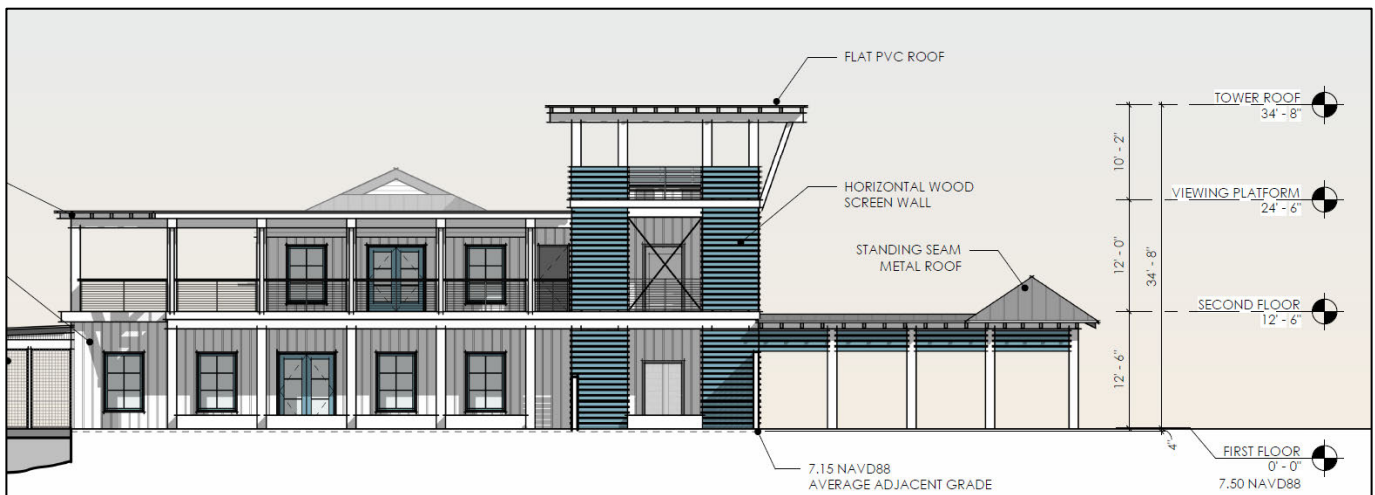 FLAT PVC ROOF
TOWER ROOF
34' - 8"
10' - 2"
HORIZONTAL WOOD
SCREEN WALL
VIEWING PLATFORM
24' - 6"
STANDING SEAM
METAL ROOF
12' - 0"
34' - 8"
SECOND FLOOR
12' - 6"
12' - 6"
4"
FIRST FLOOR
0' - 0"
7.50 NAVD88
7.15 NAVD88
AVERAGE ADJACENT GRADE